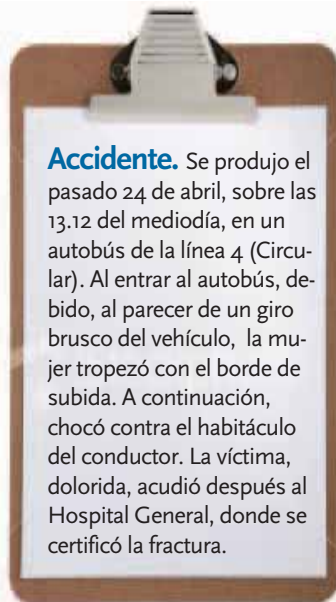 Accidente. Se produjo el
pasado 24 de abril, sobre las
13.12 del mediodía, en un
autobús de la línea 4 (Circu-
lar). Al entrar al autobús, de-
bido, al parecer de un giro
brusco del vehículo, la mu-
jer tropezó con el borde de
subida. A continuación,
chocó contra el habitáculo
del conductor. La víctima,
dolorida, acudió después al
Hospital General, donde se
certificó la fractura.